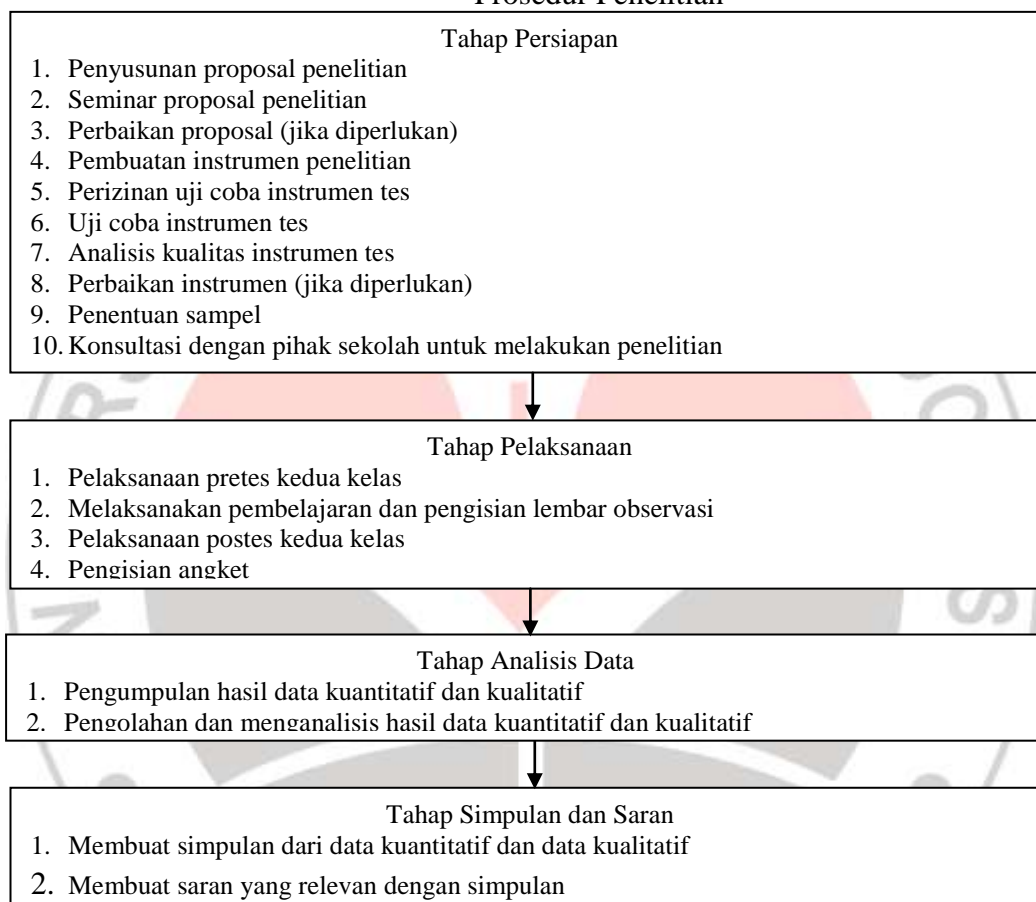 Prosedur Penelitian
Tahap Persiapan
1. Penyusunan proposal penelitian
2. Seminar proposal penelitian
3. Perbaikan proposal (jika diperlukan)
4. Pembuatan instrumen penelitian
5. Perizinan uji coba instrumen tes
6. Uji coba instrumen tes
7. Analisis kualitas instrumen tes
8. Perbaikan instrumen (jika diperlukan)
9. Penentuan sampel
10. Konsultasi dengan pihak sekolah untuk melakukan penelitian
Tahap Pelaksanaan
1. Pelaksanaan pretes kedua kelas
2. Melaksanakan pembelajaran dan pengisian lembar observasi
3. Pelaksanaan postes kedua kelas
4. Pengisian angket
Tahap Analisis Data
1. Pengumpulan hasil data kuantitatif dan kualitatif
2. Pengolahan dan menganalisis hasil data kuantitatif dan kualitatif
Tahap Simpulan dan Saran
1. Membuat simpulan dari data kuantitatif dan data kualitatif
2. Membuat saran yang relevan dengan simpulan